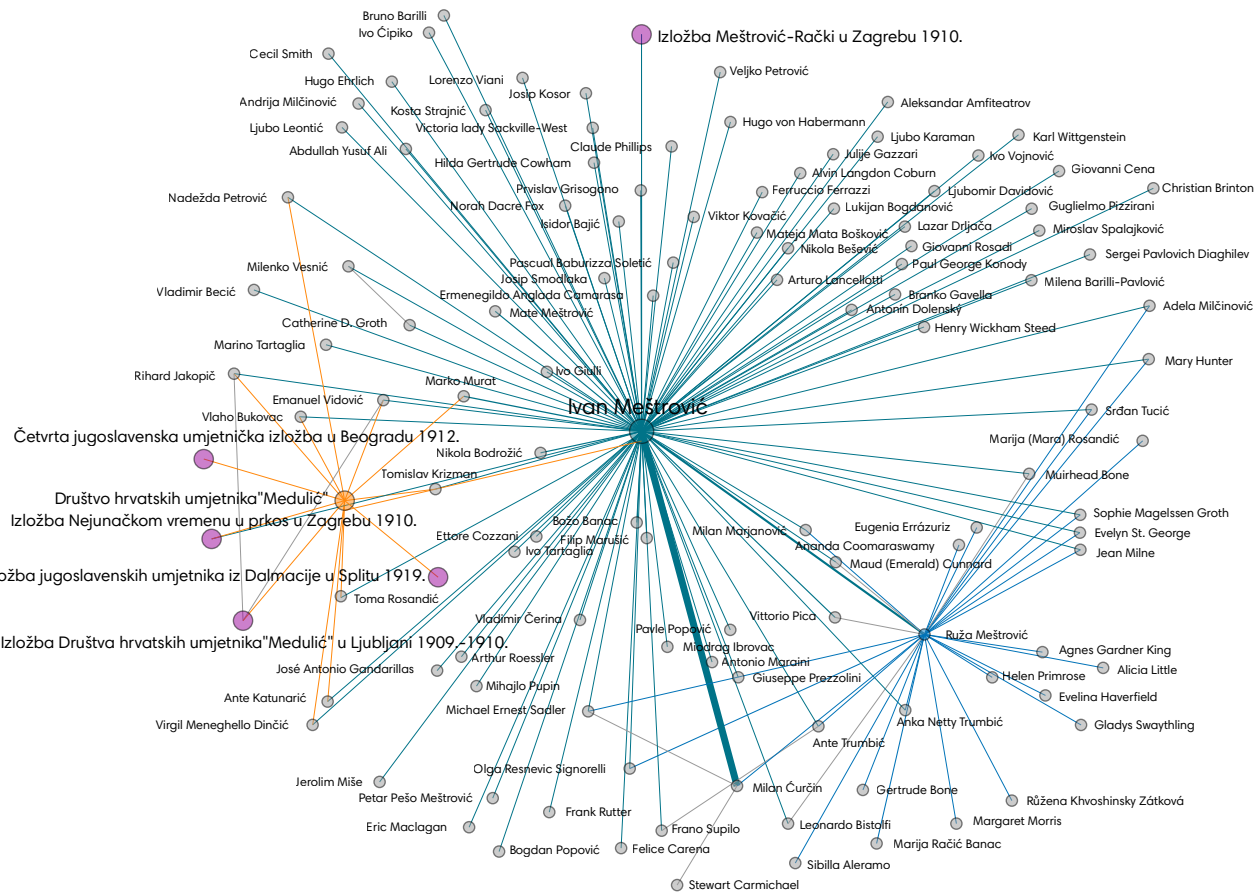 Bruno Barilli
Ivo Ćipiko
Izložba Meštrović-Rački u Zagrebu 1910.
Cecil Smith
Veljko Petrović
Hugo Ehrlich
Lorenzo Viani
Josip Kosor
Andrija Milčinović
Kosta Strajnić
Aleksandar Amfiteatrov
Ljubo Leontić
Victoria lady Sackville-West
Hugo von Habermann
Ljubo Karaman
Karl Wittgenstein
Abdullah Yusuf Ali
Claude Phillips
Julije Gazzari
Ivo Vojnović
Hilda Gertrude Cowham
Alvin Langdon Coburn
Giovanni Cena
Nadežda Petrović
Prvislav Grisogono
Ferruccio Ferrazzi
Ljubomir Davidović
Christian Brinton
Norah Dacre Fox
Lukijan Bogdanović
Guglielmo Pizzirani
Isidor Bajić
Viktor Kovačić
Mateja Mata Bošković
Lazar Drljača
Miroslav Spalajković
Nikola Bešević
Giovanni Rosadi
Sergei Pavlovich Diaghilev
Milenko Vesnić
Pascual Baburizza Soletić
Paul George Konody
Vladimir Becić
Josip Smodlaka
Arturo Lancellotti
Milena Barilli-Pavlović
Ermenegildo Anglada Camarasa
Branko Gavella
Adela Milčinović
Catherine D. Groth
Mate Meštrović
Antonin Dolenský
Henry Wickham Steed
Marino Tartaglia
Mary Hunter
Rihard Jakopič
Ivo Giulli
Marko Murat
Emanuel Vidović
Ivan Meštrović
Srđan Tucić
Vlaho Bukovac
Četvrta jugoslavenska umjetnička izložba u Beogradu 1912.
Marija (Mara) Rosandić
Nikola Bodrožić
Tomislav Krizman
Muirhead Bone
Društvo hrvatskih umjetnika"Medulić"
Sophie Magelssen Groth
Izložba Nejunačkom vremenu u prkos u Zagrebu 1910.
Božo Banac
Milan Marjanović
Eugenia Errázuriz
Evelyn St. George
Ettore Cozzani
Filip Marušić
Ananda Coomaraswamy
Jean Milne
Ivo Tartaglia
Maud (Emerald) Cunnard
ožba jugoslavenskih umjetnika iz Dalmacije u Splitu 1919.
Toma Rosandić
Vladimir Čerina
Vittorio Pica
Pavle Popović
Ruža Meštrović
Izložba Društva hrvatskih umjetnika"Medulić" u Ljubljani 1909.-1910.
Miodrag Ibrovac
Agnes Gardner King
Arthur Roessler
Antonio Maraini
Alicia Little
José Antonio Gandarillas
Giuseppe Prezzolini
Helen Primrose
Mihajlo Pupin
Evelina Haverfield
Ante Katunarić
Michael Ernest Sadler
Anka Netty Trumbić
Virgil Meneghello Dinčić
Gladys Swaythling
Ante Trumbić
Olga Resnevic Signorelli
Jerolim Miše
Milan Ćurčin
Gertrude Bone
Petar Pešo Meštrović
Růžena Khvoshinsky Zátková
Frank Rutter
Eric Maclagan
Frano Supilo
Leonardo Bistolfi
Margaret Morris
Bogdan Popović
Felice Carena
Marija Račić Banac
Sibilla Aleramo
Stewart Carmichael